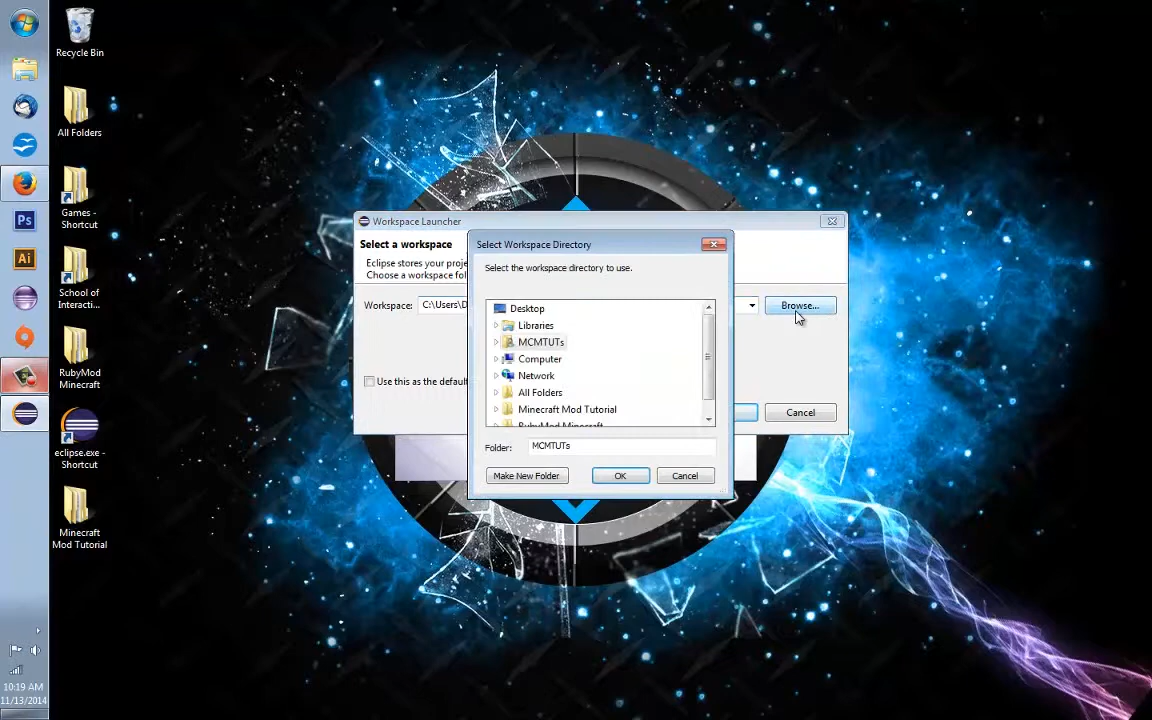 Recycle Bin
All Folders
Games -
Shortcut
School of
Interacti...
RubyMod
Minecraft
eclipse.exe -
Shortcut
Minecraft
Mod Tutorial
Ps
Ai
10:19 AM
11/13/2014
Workspace Launcher
Select a workspace
Eclipse stores your proje
Choose a workspace fol
Workspace:
C:\Users\D
Browse...
Use this as the default
Cancel
Select Workspace Directory
Select the workspace directory to use.
Desktop
Libraries
MCMTUTs
Computer
Network
All Folders
Minecraft Mod Tutorial
RubyMod Minecraft
Folder:
MCMTUTs
Make New Folder
OK
Cancel